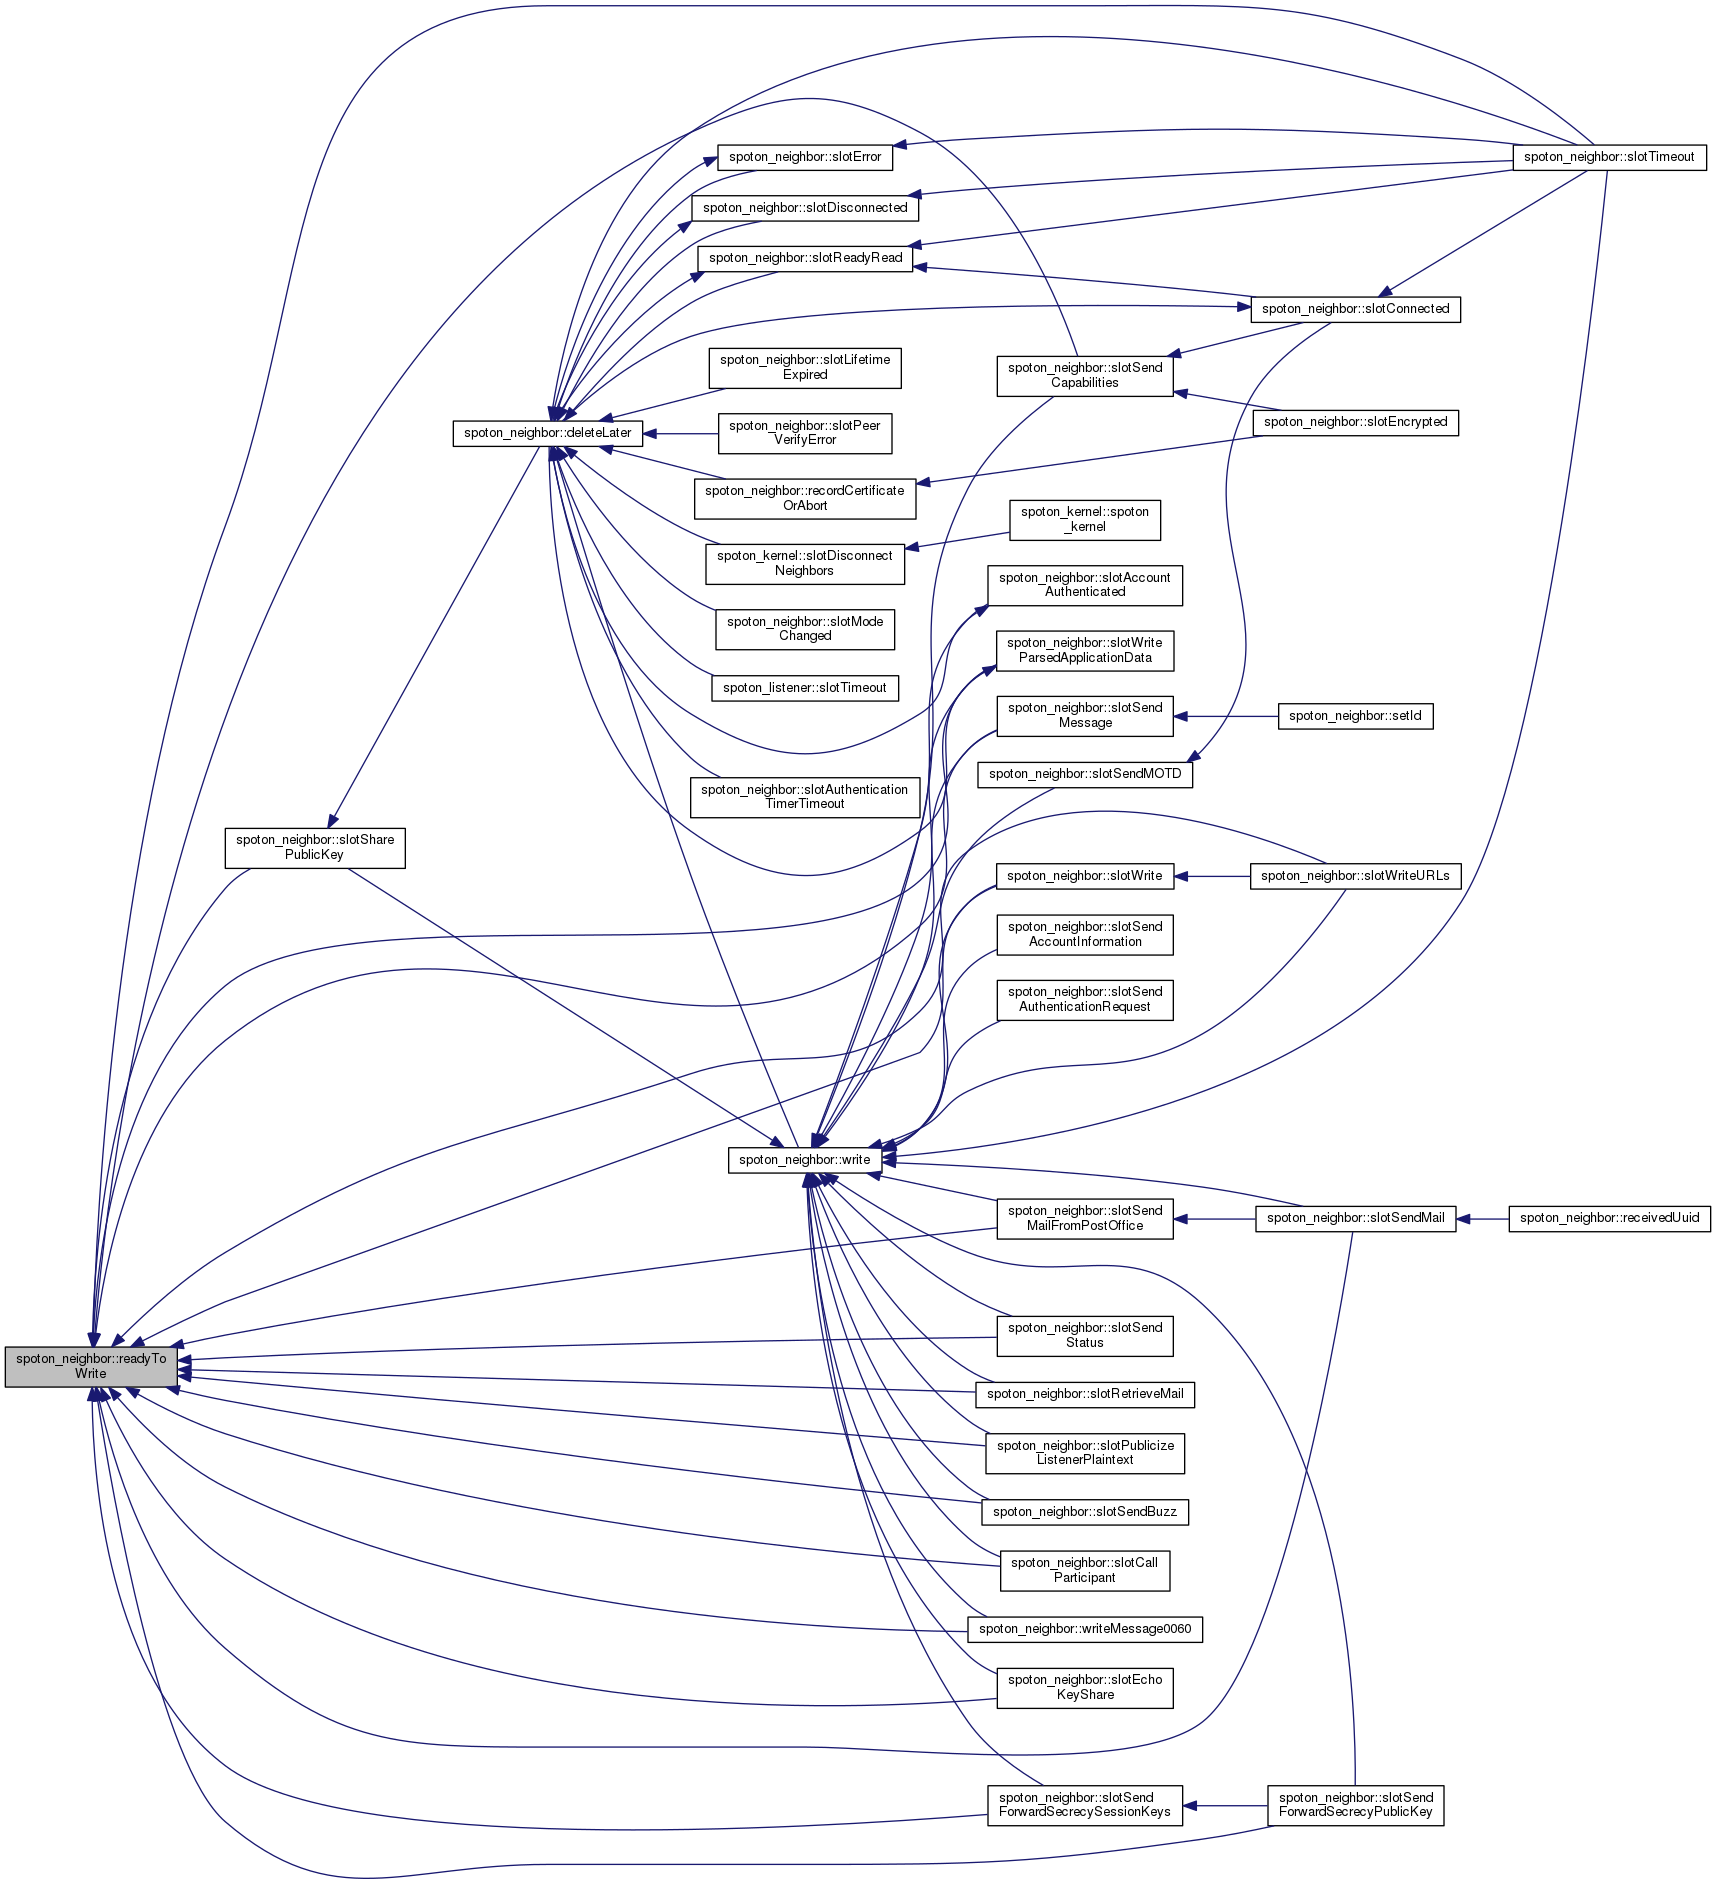 spoton_neighbor::slotError
spoton_neighbor::slotTimeout
spoton_neighbor::slotDisconnected
spoton_neighbor::slotReadyRead
spoton_neighbor::slotConnected
spoton_neighbor::slotLifetime
Expired
spoton_neighbor::slotSend
Capabilities
spoton_neighbor::deleteLater
spoton_neighbor::slotPeer
VerifyError
spoton_neighbor::slotEncrypted
spoton_neighbor::recordCertificate
OrAbort
spoton_kernel::spoton
_kernel
spoton_kernel::slotDisconnect
Neighbors
spoton_neighbor::slotAccount
Authenticated
spoton_neighbor::slotMode
Changed
spoton_neighbor::slotWrite
ParsedApplicationData
spoton_listener::slotTimeout
spoton_neighbor::slotSend
Message
spoton_neighbor::setId
spoton_neighbor::slotSendMOTD
spoton_neighbor::slotAuthentication
TimerTimeout
spoton_neighbor::slotShare
PublicKey
spoton_neighbor::slotWrite
spoton_neighbor::slotWriteURLs
spoton_neighbor::slotSend
AccountInformation
spoton_neighbor::slotSend
AuthenticationRequest
spoton_neighbor::write
spoton_neighbor::slotSend
MailFromPostOffice
spoton_neighbor::slotSendMail
spoton_neighbor::receivedUuid
spoton_neighbor::slotSend
Status
spoton_neighbor::readyTo
Write
spoton_neighbor::slotRetrieveMail
spoton_neighbor::slotPublicize
ListenerPlaintext
spoton_neighbor::slotSendBuzz
spoton_neighbor::slotCall
Participant
spoton_neighbor::writeMessage0060
spoton_neighbor::slotEcho
KeyShare
spoton_neighbor::slotSend
ForwardSecrecySessionKeys
spoton_neighbor::slotSend
ForwardSecrecyPublicKey